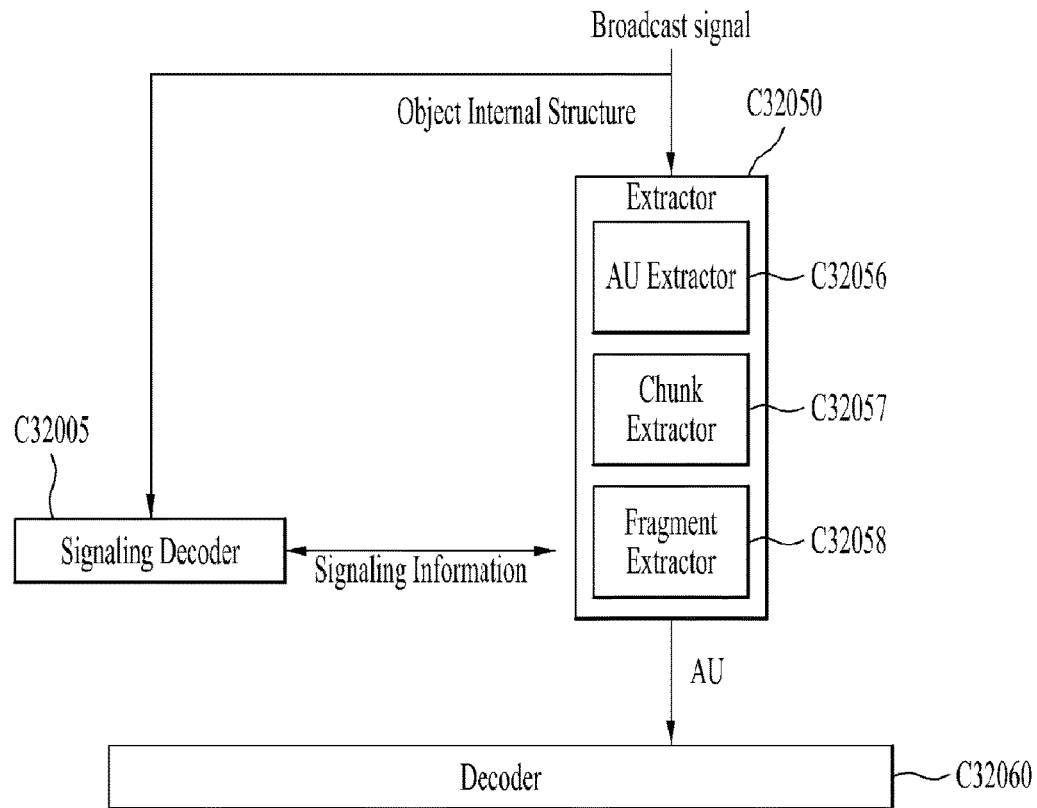 Broadcast signal
Object Internal Structure
C32050
Extractor
AU Extractor
C32056
Chunk
Extractor
C32057
C32005
Signaling Decoder
Signaling Information
Fragment
Extractor
C32058
AU
Decoder
C32060